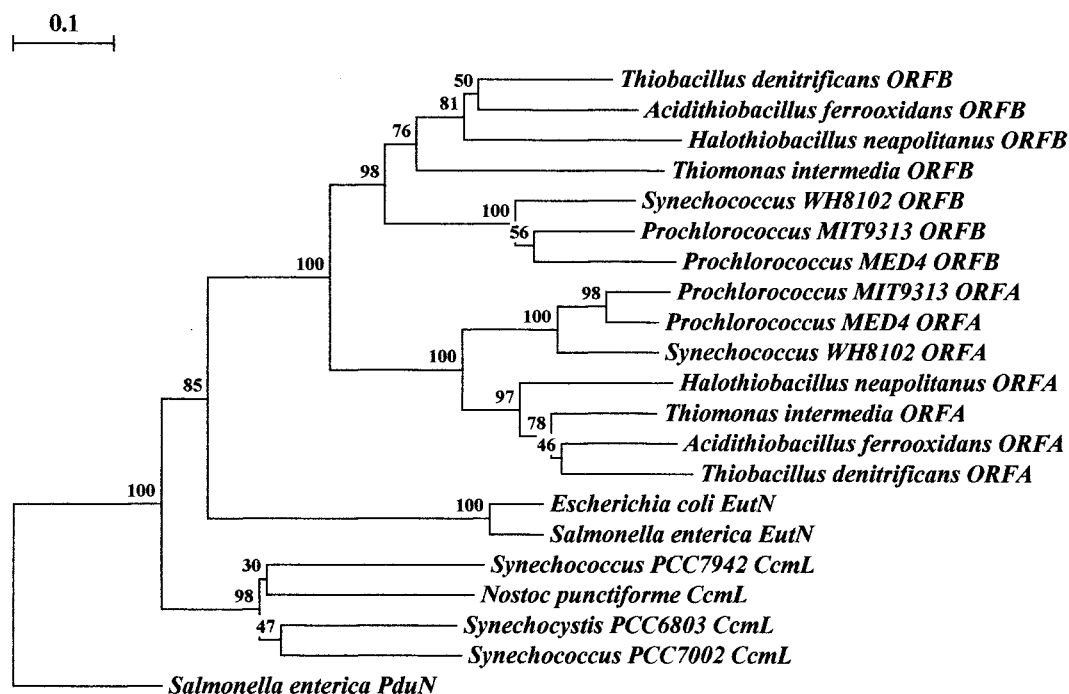 0.1
50
Thiobacillus denitrificans ORFB
81
Acidithiobacillus ferrooxidans ORFB
76
Halothiobacillus neapolitanus ORFB
98
Thiomonas intermedia ORFB
100
Synechococcus WH8102 ORFB
56
Prochlorococcus MIT9313 ORFB
100
Prochlorococcus MED4 ORFB
98
Prochlorococcus MIT9313 ORFA
100
Prochlorococcus MED4 ORFA
100
Synechococcus WH8102 ORFA
85
97
Halothiobacillus neapolitanus ORFA
78
Thiomonas intermedia ORFA
46
Acidithiobacillus ferrooxidans ORFA
Thiobacillus denitrificans ORFA
100
100
Escherichia coli EutN
Salmonella enterica EutN
30
Synechococcus PCC7942 CcmL
98
Nostoc punctiforme CcmL
47
Synechocystis PCC6803 CcmL
Synechococcus PCC7002 CcmL
Salmonella enterica PduN